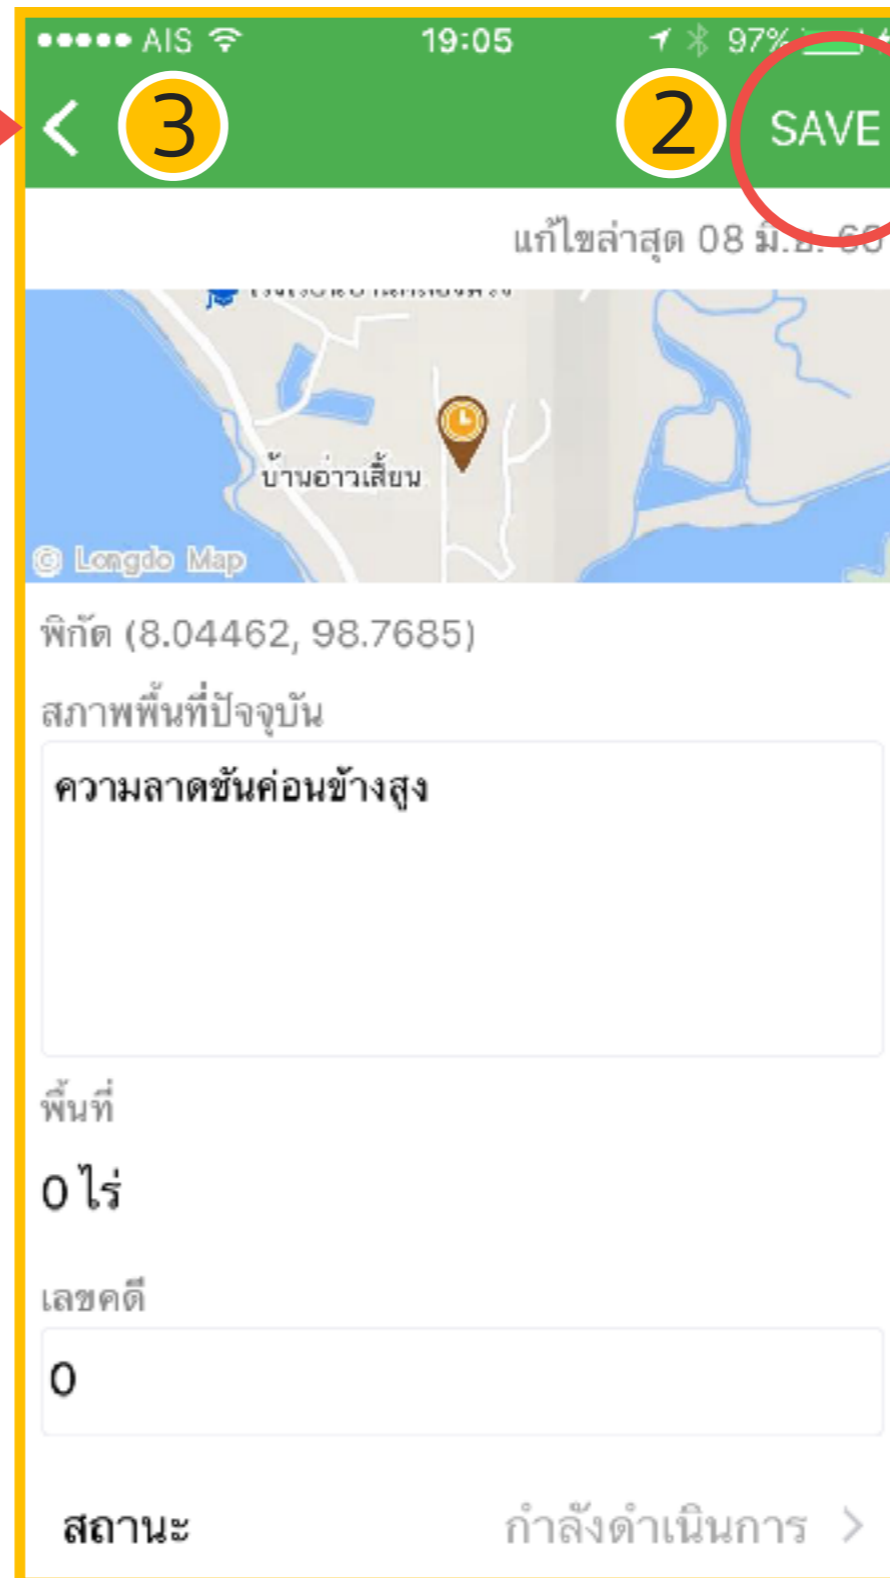 AIS 19:05 97%
3 2 SAVE
แก้ไขล่าสุด 08 มิ.ย. 60
บ้านอ่าวเสี้ยน
© Longdo Map
พิกัด (8.04462, 98.7685)
สภาพพื้นที่ปัจจุบัน
ความลาดชันค่อนข้างสูง
พื้นที่
0 ไร่
เลขคดี
0
สถานะ กำลังดำเนินการ